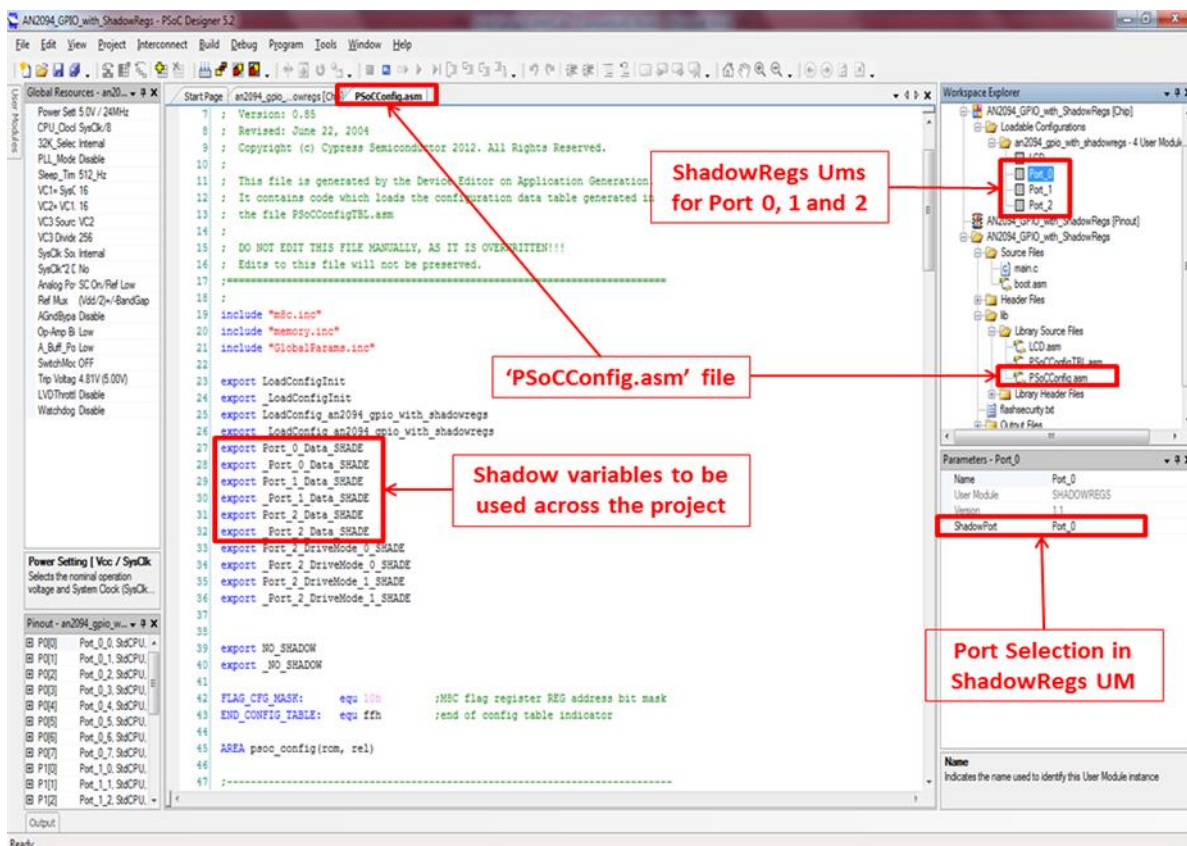 AN2094_GPIO_with_ShadowRegs - PSoC Designer 5.2
File Edit View Project Interconnect Build Debug Program Tools Window Help
Global Resources - an20...
User Modules
Power Sett 5.0V / 24MHz
CPU_Clocl SysClk/8
32K_Selec Internal
PLL_Mode Disable
Sleep_Tim 512_Hz
VC1= SysC 16
VC2= VC1. 16
VC3 Sourc VC2
VC3 Divide 256
SysClk Sou Internal
SysClk*2 D No
Analog Po SC On/Ref Low
Ref Mux (Vdd/2)+/-BandGap
AGndBypa Disable
Op-Amp Bi Low
A_Buff_Po Low
SwitchMoc OFF
Trip Voltag 4.81V (5.00V)
LVDThrottl Disable
Watchdog Disable
Power Setting [ Vcc / SysClk
Selects the nominal operation
voltage and System Clock (SysClk...
Pinout - an2094_gpio_w...
P0[0] Port_0_0, StdCPU,
P0[1] Port_0_1, StdCPU,
P0[2] Port_0_2, StdCPU,
P0[3] Port_0_3, StdCPU,
P0[4] Port_0_4, StdCPU,
P0[5] Port_0_5, StdCPU,
P0[6] Port_0_6, StdCPU,
P0[7] Port_0_7, StdCPU,
P1[0] Port_1_0, StdCPU,
P1[1] Port_1_1, StdCPU,
P1[2] Port_1_2, StdCPU,
Output
Ready
Start Page an2094_gpio_...owregs [Chi PSoCConfig.asm
7 ; Version: 0.85
8 ; Revised: June 22, 2004
9 ; Copyright (c) Cypress Semiconductor 2012. All Rights Reserved.
10 ;
11 ; This file is generated by the Device Editor on Application Generation.
12 ; It contains code which loads the configuration data table generated in
13 ; the file PSoCConfigTBL.asm
14 ;
15 ; DO NOT EDIT THIS FILE MANUALLY, AS IT IS OVERWRITTEN!!!
16 ; Edits to this file will not be preserved.
17 ;==========================================================================
18 ;
19 include "m8c.inc"
20 include "memory.inc"
21 include "GlobalParams.inc"
22
23 export LoadConfigInit
24 export _LoadConfigInit
25 export LoadConfig_an2094_gpio_with_shadowregs
26 export _LoadConfig_an2094_gpio_with_shadowregs
27 export Port_0_Data_SHADE
28 export _Port_0_Data_SHADE
29 export Port_1_Data_SHADE
30 export _Port_1_Data_SHADE
31 export Port_2_Data_SHADE
32 export _Port_2_Data_SHADE
33 export Port_2_DriveMode_0_SHADE
34 export _Port_2_DriveMode_0_SHADE
35 export Port_2_DriveMode_1_SHADE
36 export _Port_2_DriveMode_1_SHADE
37
38
39 export NO_SHADOW
40 export _NO_SHADOW
41
42 FLAG_CFG_MASK: equ 10h ;M8C flag register REG address bit mask
43 END_CONFIG_TABLE: equ ffh ;end of config table indicator
44
45 AREA psoc_config(rom, rel)
46
47 ;---------------------------------------------------------------------------
ShadowRegs Ums
for Port 0, 1 and 2
'PSoCConfig.asm' file
Shadow variables to be
used across the project
Port Selection in
ShadowRegs UM
Workspace Explorer
AN2094_GPIO_with_ShadowRegs [Chip]
Loadable Configurations
an2094_gpio_with_shadowregs - 4 User Modul
LCD
Port_0
Port_1
Port_2
AN2094_GPIO_with_ShadowRegs [Pinout]
AN2094_GPIO_with_ShadowRegs
Source Files
main.c
boot.asm
Header Files
lib
Library Source Files
LCD.asm
PSoCConfigTBL.asm
PSoCConfig.asm
Library Header Files
flashsecurity.txt
Output Files
Parameters - Port_0
Name Port_0
User Module SHADOWREGS
Version 1.1
ShadowPort Port_0
Name
Indicates the name used to identify this User Module instance